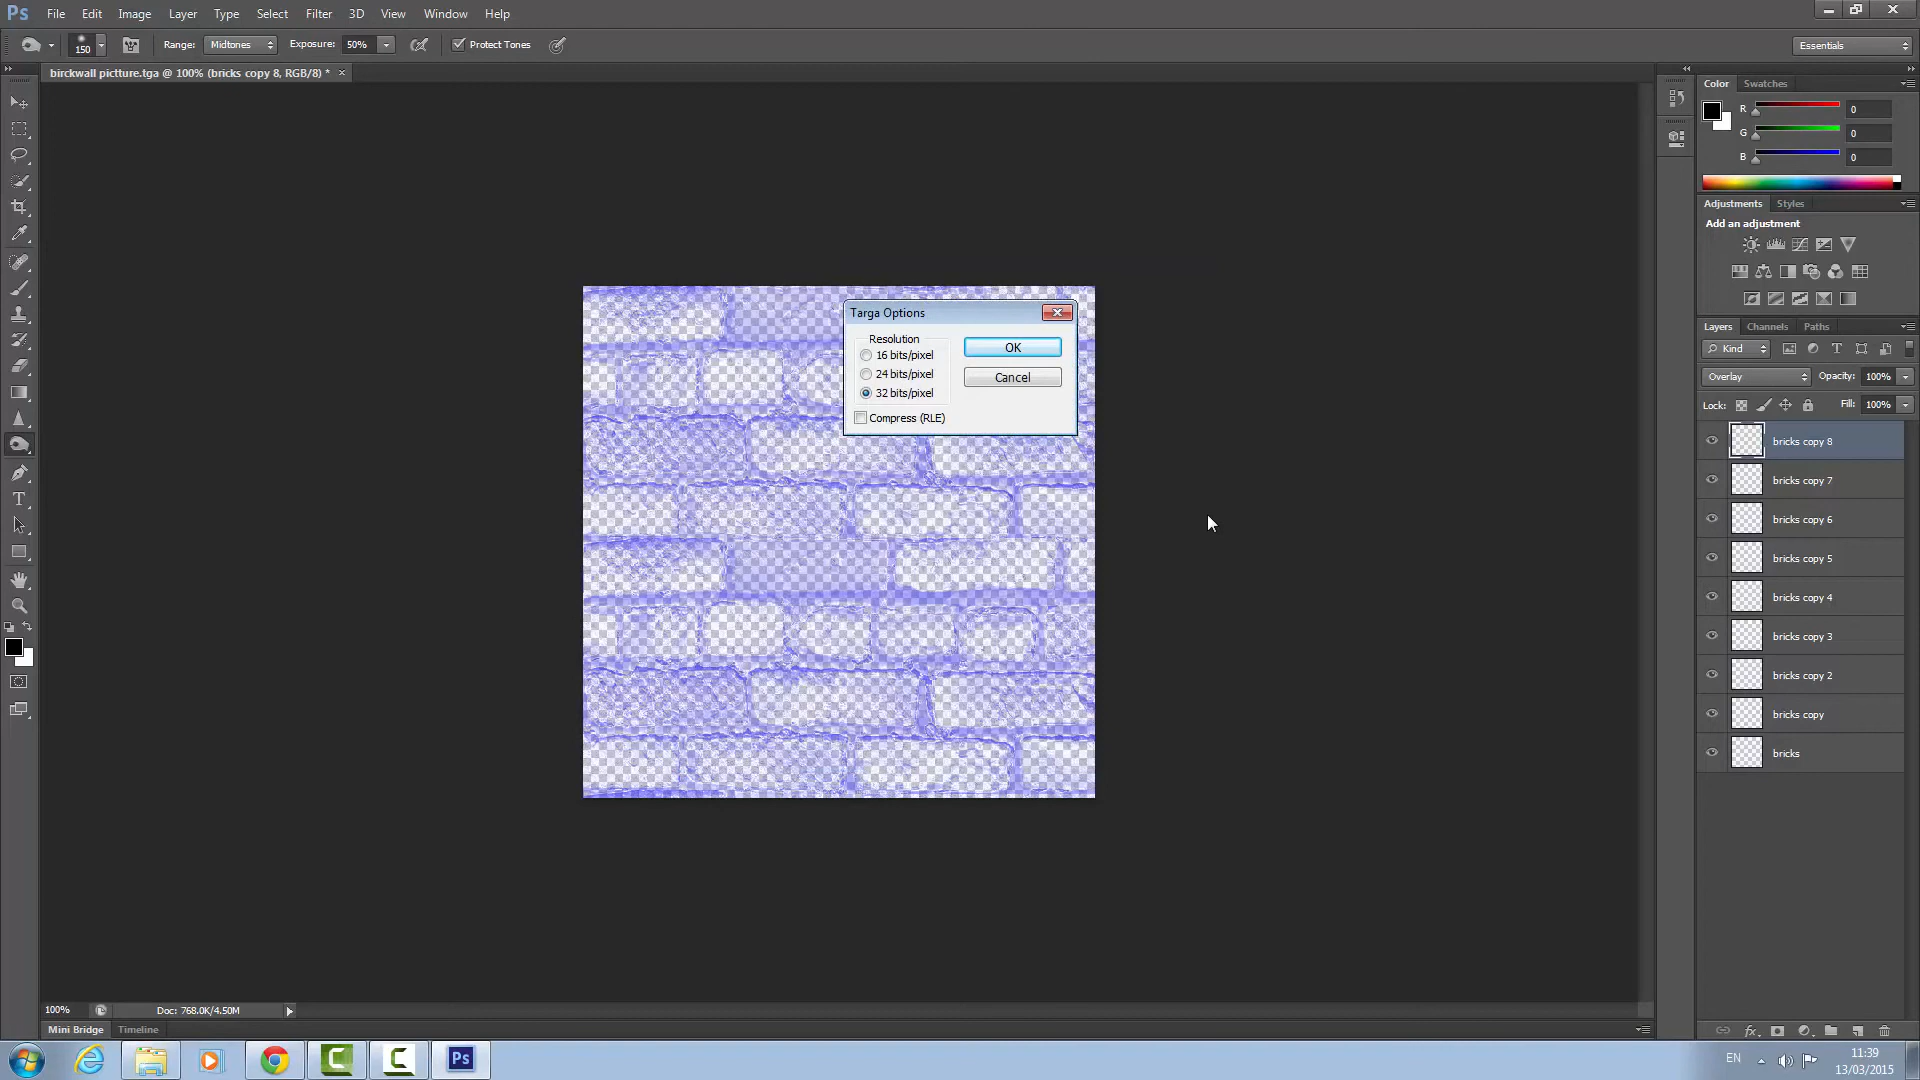 Ps File Edit Image Layer Type Select Filter 3D View Window Help
150 Range: Midtones Exposure: 50% Protect Tones Essentials
birckwall pictture.tga @ 100% (bricks copy 8, RGB/8) *
Color Swatches
R 0
G 0
B 0
Adjustments Styles
Add an adjustment
Targa Options
Resolution
16 bits/pixel OK
24 bits/pixel Cancel
32 bits/pixel
Compress (RLE)
Layers Channels Paths
Kind
Overlay Opacity: 100%
Lock: Fill: 100%
bricks copy 8
bricks copy 7
bricks copy 6
bricks copy 5
bricks copy 4
bricks copy 3
bricks copy 2
bricks copy
bricks
100% Doc: 768.0K/4.50M
Mini Bridge Timeline
Ps EN 11:39
13/03/2015